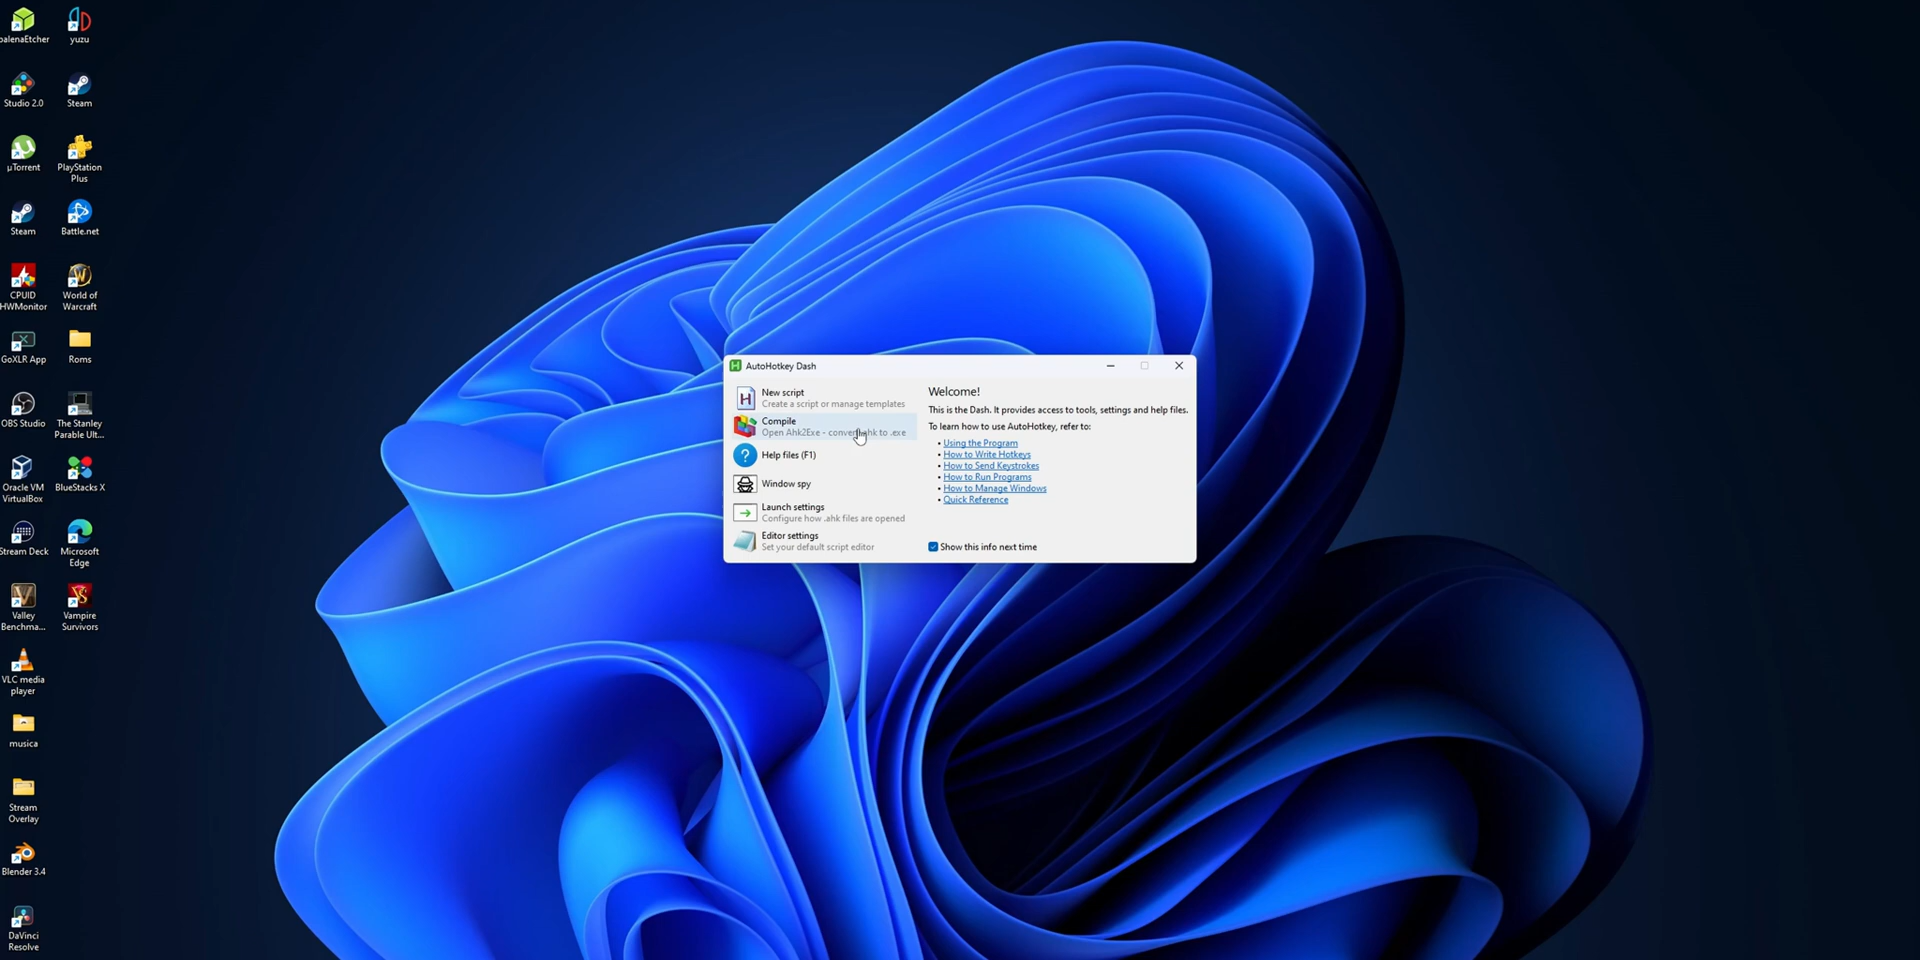 balenaEtcher
yuzu
Studio 2.0
Steam
µTorrent
PlayStation
Plus
Steam
Battle.net
CPUID
HWMonitor
World of
Warcraft
GoXLR App
Roms
OBS Studio
The Stanley
Parable Ult...
Oracle VM
VirtualBox
BlueStacks X
Stream Deck
Microsoft
Edge
Valley
Benchma...
Vampire
Survivors
VLC media
player
musica
Stream
Overlay
Blender 3.4
DaVinci
Resolve
AutoHotkey Dash
New script
Create a script or manage templates
Compile
Open Ahk2Exe - convert .ahk to .exe
Help files (F1)
Window spy
Launch settings
Configure how .ahk files are opened
Editor settings
Set your default script editor
Welcome!
This is the Dash. It provides access to tools, settings and help files.
To learn how to use AutoHotkey, refer to:
• Using the Program
• How to Write Hotkeys
• How to Send Keystrokes
• How to Run Programs
• How to Manage Windows
• Quick Reference
Show this info next time